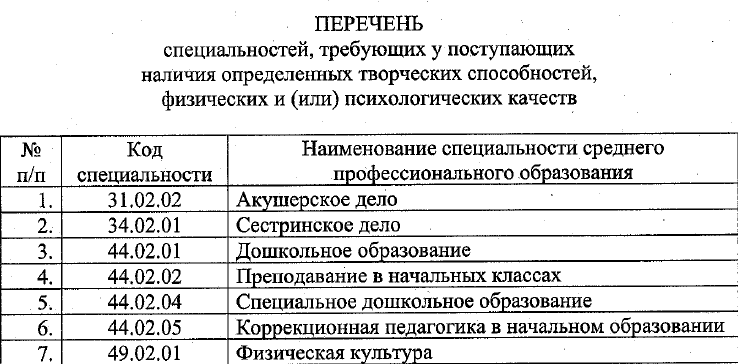 ПЕРЕЧЕНЬ
специальностей, требующих у поступающих
наличия определенных творческих способностей,
физических и (или) психологических качеств
№ п/п Код специальности Наименование специальности среднего профессионального образования
1. 31.02.02 Акушерское дело
2. 34.02.01 Сестринское дело
3. 44.02.01 Дошкольное образование
4. 44.02.02 Преподавание в начальных классах
5. 44.02.04 Специальное дошкольное образование
6. 44.02.05 Коррекционная педагогика в начальном образовании
7. 49.02.01 Физическая культура